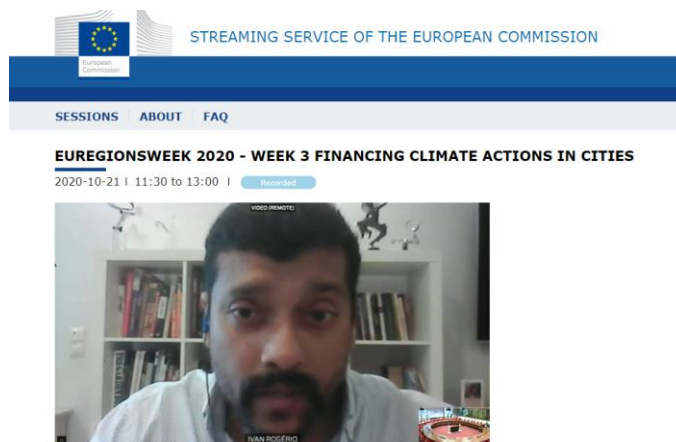 STREAMING SERVICE OF THE EUROPEAN COMMISSION
European
Commission
SESSIONS ABOUT FAQ
EUREGIONSWEEK 2020 - WEEK 3 FINANCING CLIMATE ACTIONS IN CITIES
2020-10-21 | 11:30 to 13:00 | Recorded
VIDEO (REMOTE)
IVAN ROGÉRIO